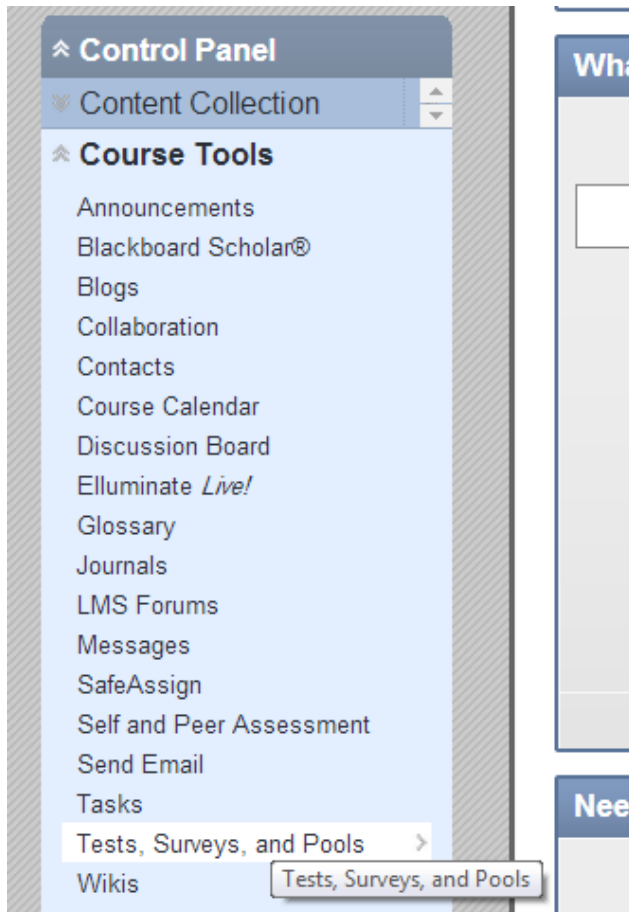 Control Panel
Content Collection
Course Tools
Announcements
Blackboard Scholar®
Blogs
Collaboration
Contacts
Course Calendar
Discussion Board
Elluminate Live!
Glossary
Journals
LMS Forums
Messages
SafeAssign
Self and Peer Assessment
Send Email
Tasks
Tests, Surveys, and Pools
Tests, Surveys, and Pools
Wikis
Wha
Nee